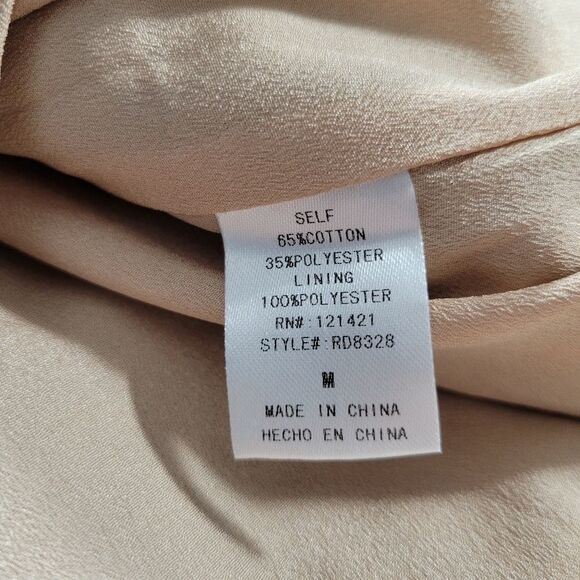 SELF
65%COTTON
35%POLYESTER
LINING
100%POLYESTER
RN#:121421
STYLE#:RD8328
M
MADE IN CHINA
HECHO EN CHINA